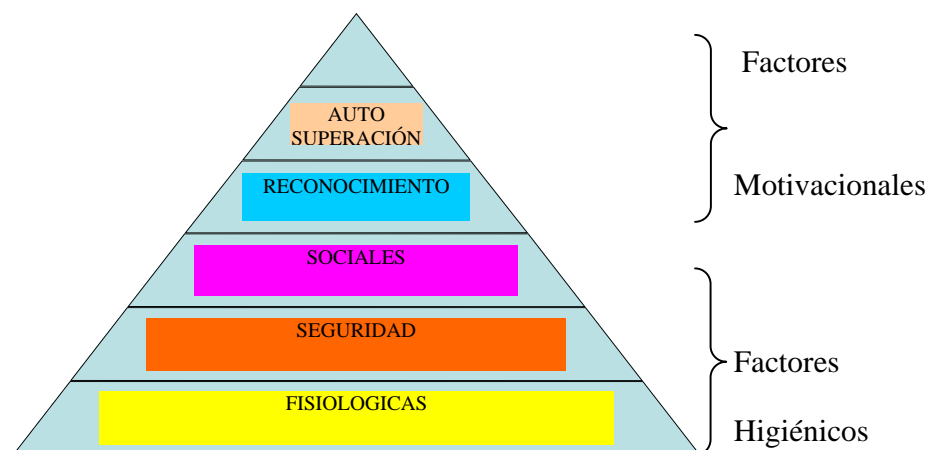 Factores
AUTO
SUPERACIÓN
RECONOCIMIENTO
Motivacionales
SOCIALES
SEGURIDAD
Factores
FISIOLOGICAS
Higiénicos